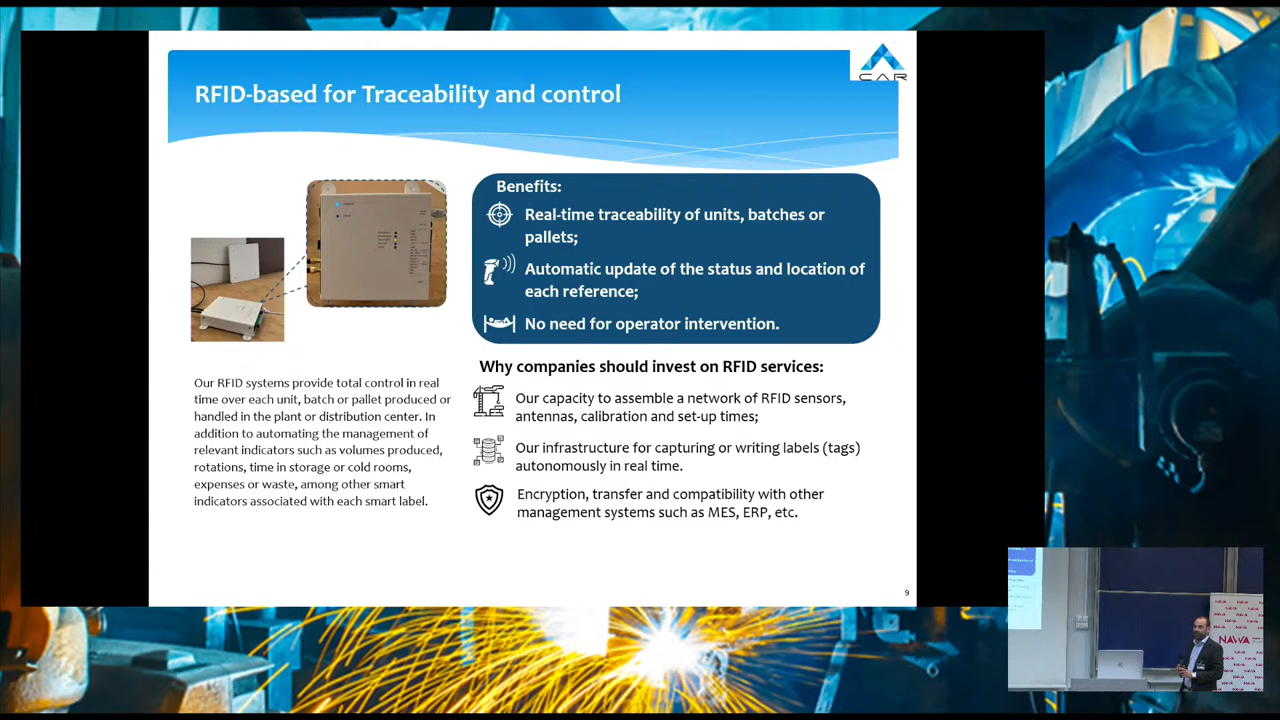 CAR
RFID-based for Traceability and control
Benefits:
Real-time traceability of units, batches or
pallets;
Automatic update of the status and location of
each reference;
No need for operator intervention.
Our RFID systems provide total control in real
time over each unit, batch or pallet produced or
handled in the plant or distribution center. In
addition to automating the management of
relevant indicators such as volumes produced,
rotations, time in storage or cold rooms,
expenses or waste, among other smart
indicators associated with each smart label.
Why companies should invest on RFID services:
Our capacity to assemble a network of RFID sensors,
antennas, calibration and set-up times;
Our infrastructure for capturing or writing labels (tags)
autonomously in real time.
Encryption, transfer and compatibility with other
management systems such as MES, ERP, etc.
9
NAWA